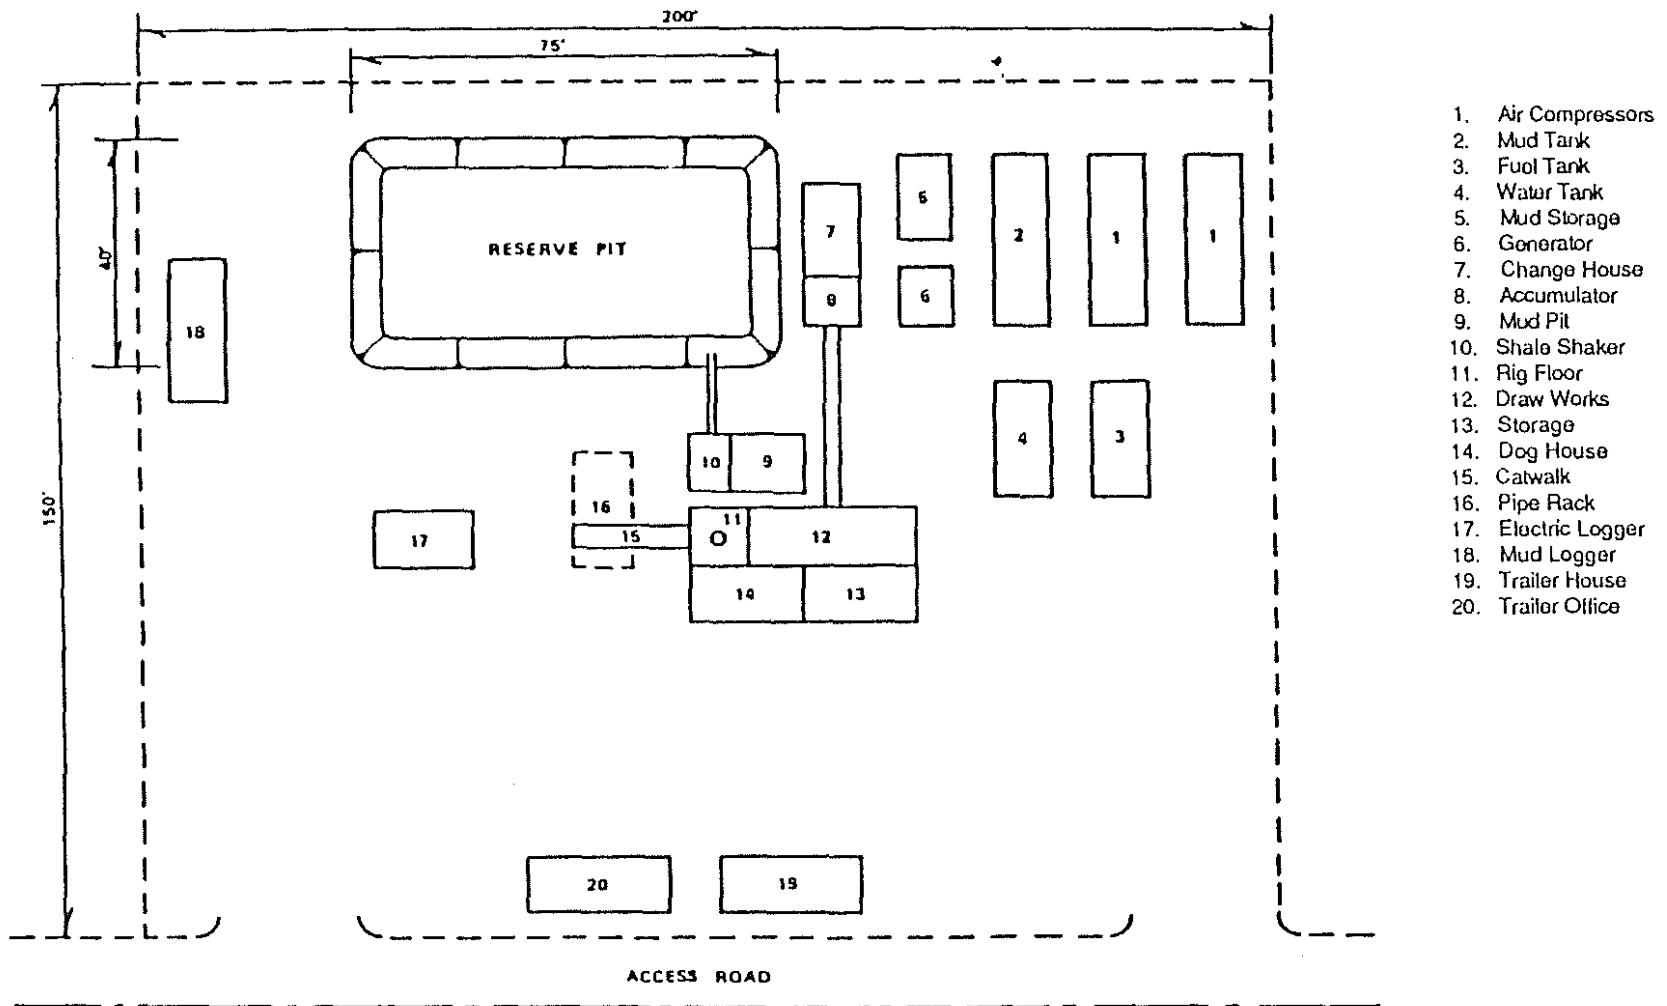 200'
75'
40'
150'
RESERVE PIT
7
8
5
6
2
1
1
18
4
3
10
9
16
15
11
12
17
14
13
20
19
ACCESS ROAD
1. Air Compressors
2. Mud Tank
3. Fuel Tank
4. Water Tank
5. Mud Storage
6. Generator
7. Change House
8. Accumulator
9. Mud Pit
10. Shale Shaker
11. Rig Floor
12. Draw Works
13. Storage
14. Dog House
15. Catwalk
16. Pipe Rack
17. Electric Logger
18. Mud Logger
19. Trailer House
20. Trailer Office